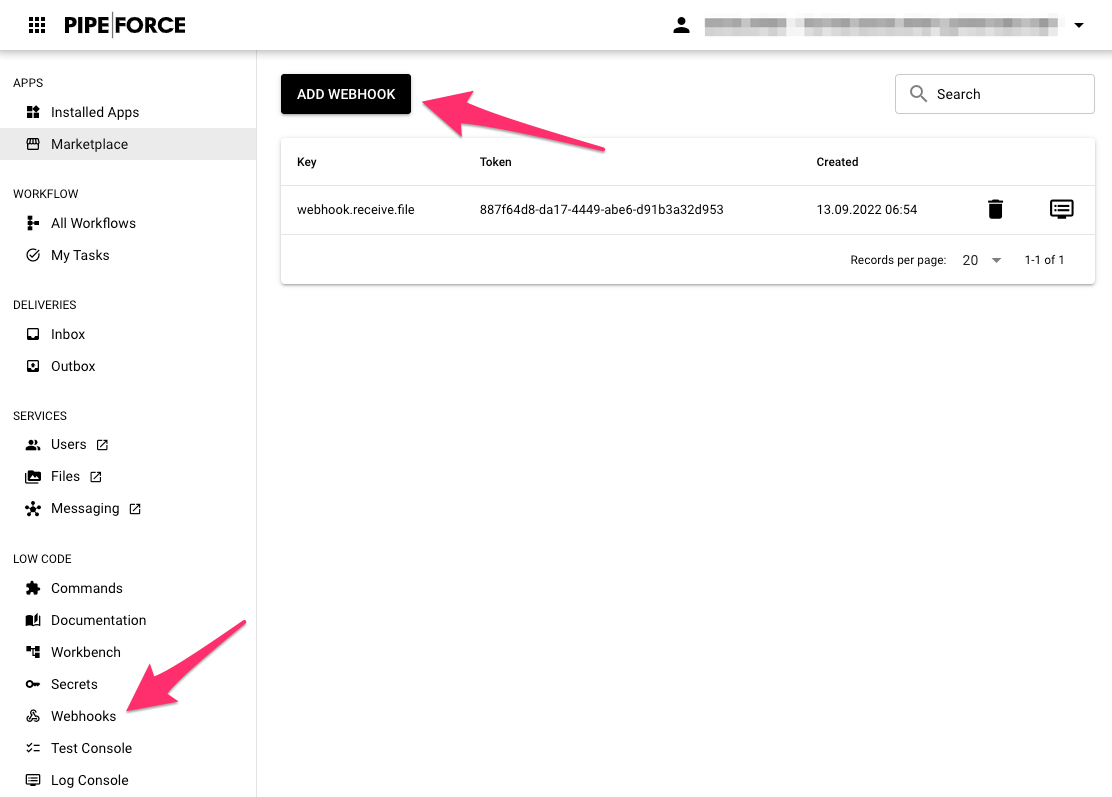 PIPE|FORCE
APPS
Installed Apps
Marketplace
WORKFLOW
All Workflows
My Tasks
DELIVERIES
Inbox
Outbox
SERVICES
Users
Files
Messaging
LOW CODE
Commands
Documentation
Workbench
Secrets
Webhooks
Test Console
Log Console
ADD WEBHOOK
Search
Key Token Created
webhook.receive.file 887f64d8-da17-4449-abe6-d91b3a32d953 13.09.2022 06:54
Records per page: 20 1-1 of 1